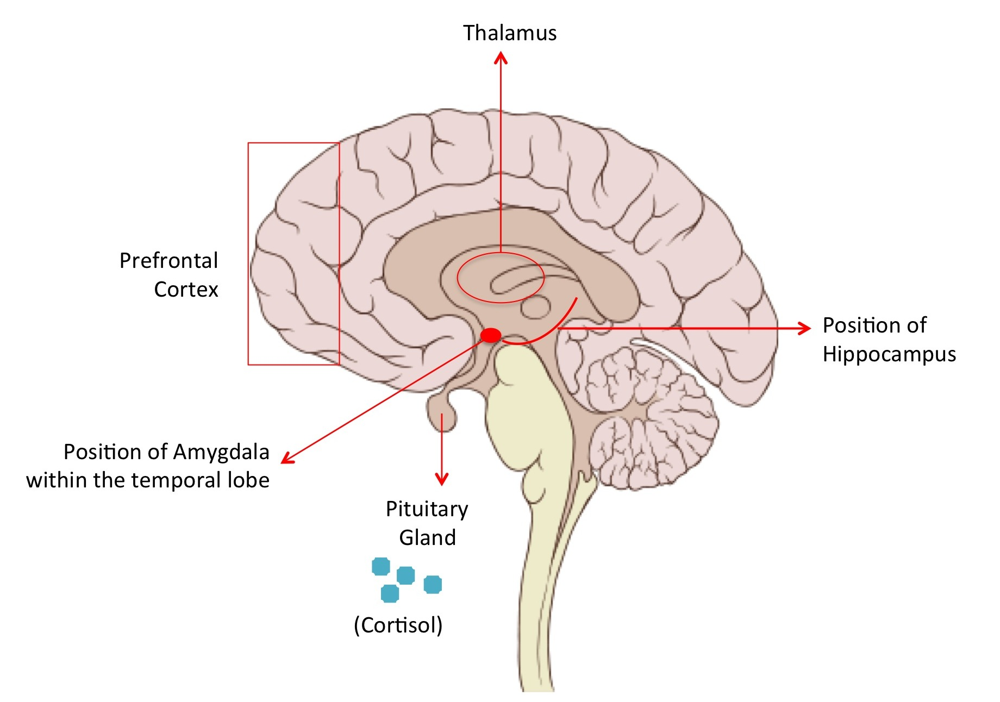 Thalamus
Prefrontal
Cortex
Position of
Hippocampus
Position of Amygdala
within the temporal lobe
Pituitary
Gland
(Cortisol)